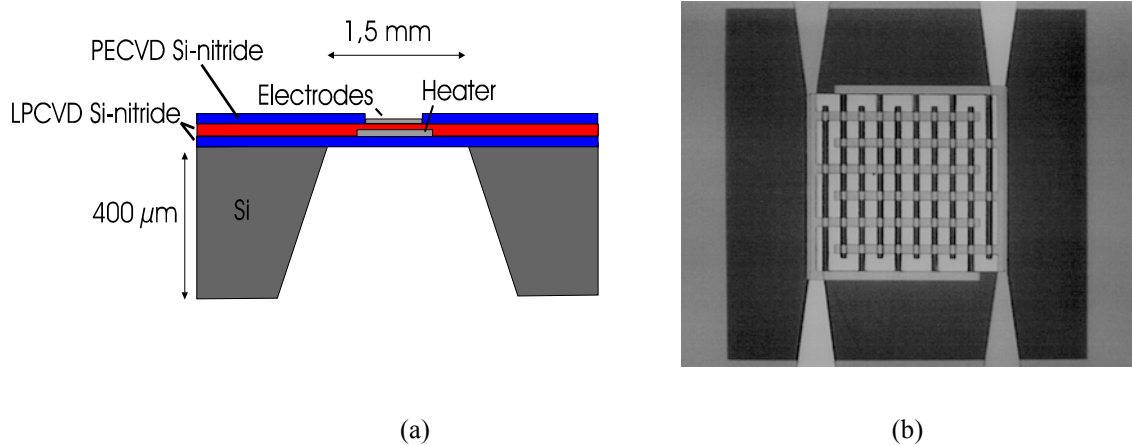 1,5 mm
PECVD Si-nitride
Electrodes
Heater
LPCVD Si-nitride
400 µm
Si
(a)
(b)